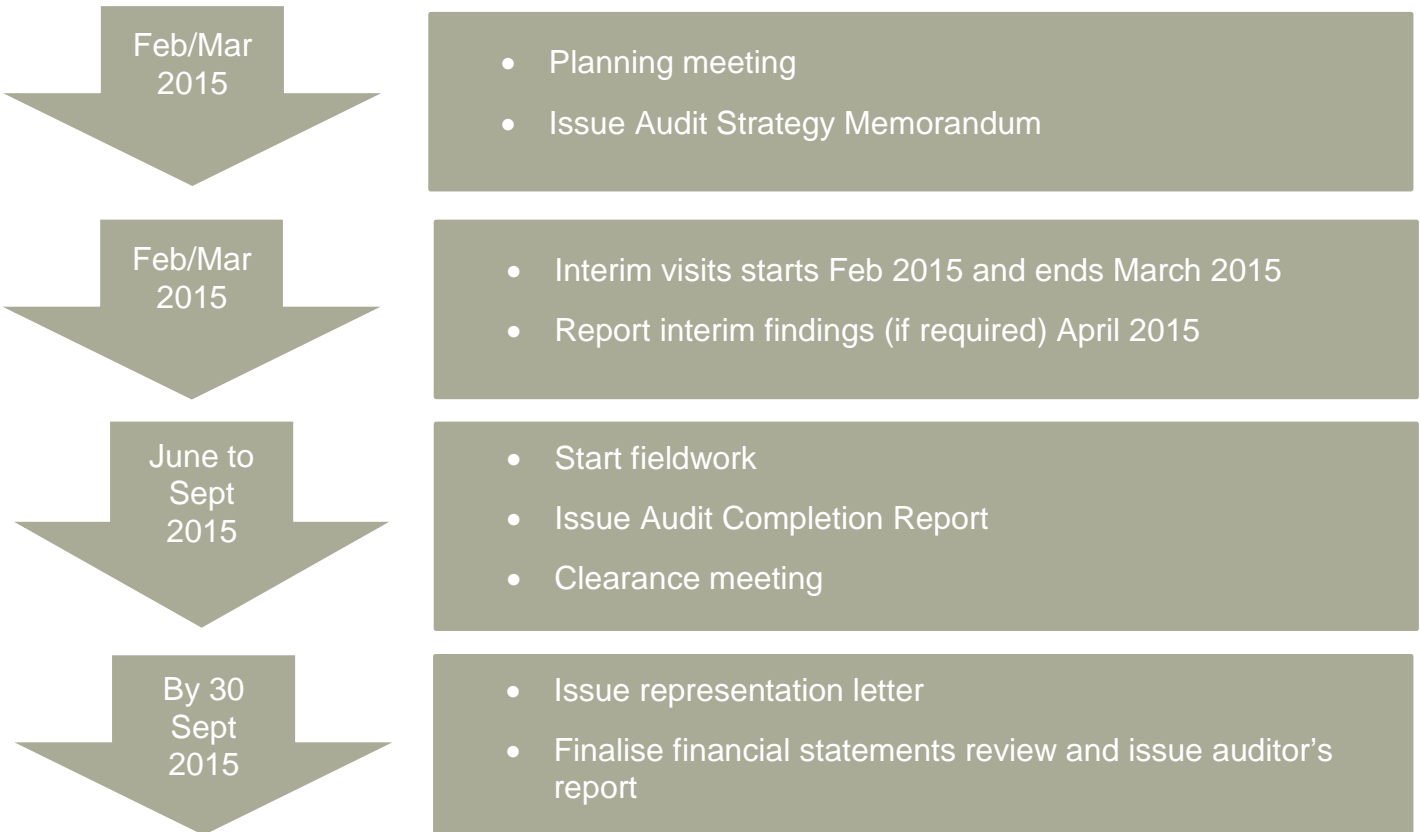 Feb/Mar
2015
• Planning meeting
• Issue Audit Strategy Memorandum
Feb/Mar
2015
• Interim visits starts Feb 2015 and ends March 2015
• Report interim findings (if required) April 2015
June to
Sept
2015
• Start fieldwork
• Issue Audit Completion Report
• Clearance meeting
By 30
Sept
2015
• Issue representation letter
• Finalise financial statements review and issue auditor’s
report